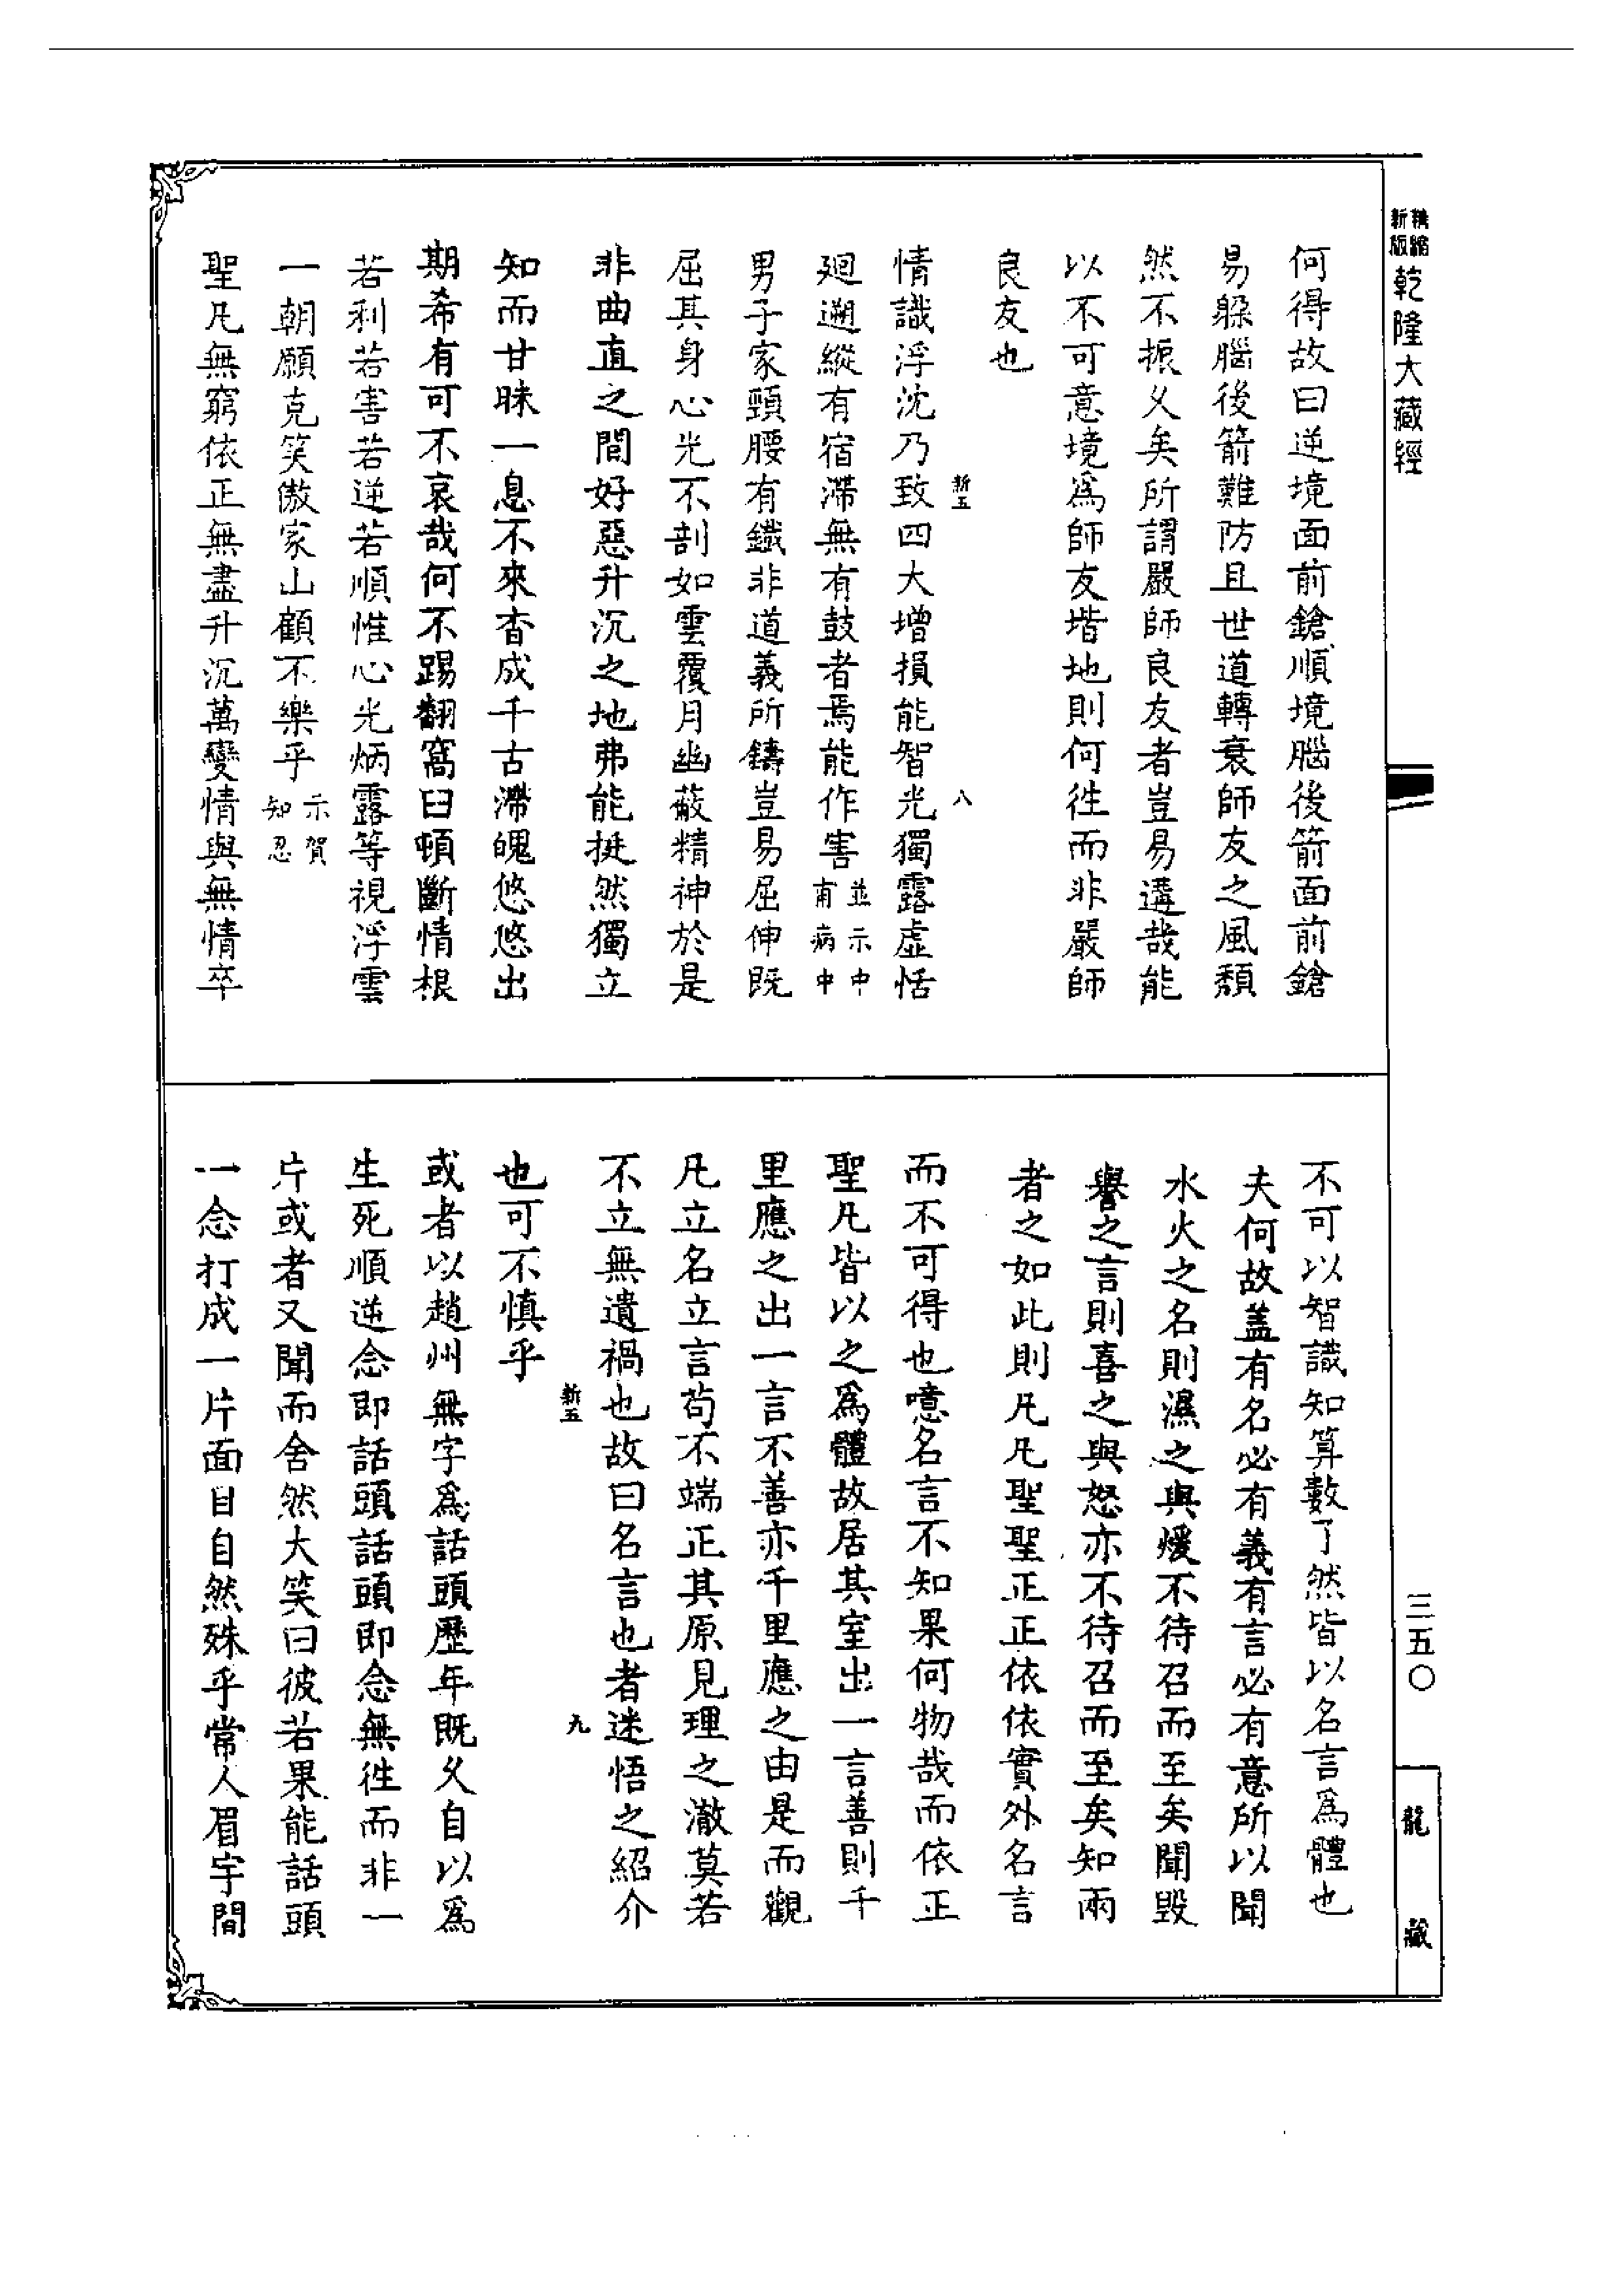 精縮
新版
乾隆大藏經
何得故曰逆境面前鎗順境腦後箭面前鎗
易躲腦後箭難防且世道轉衰師友之風頹
然不振乆矣所謂嚴師良友者豈易遘哉能
以不可意境爲師友堦地則何徃而非嚴師
良友也
新五
八
情識浮沈乃致四大增損能智光獨露虛恬
廻遡縱有宿滯無有鼓者焉能作害並示中
甫病中
男子家頸腰有鐵非道義所鑄豈易屈伸既
屈其身心光不剖如雲覆月幽蔽精神於是
非曲直之間好惡升沉之地弗能挺然獨立
知而甘昧一息不來杳成千古滯魄悠悠出
期希有可不哀哉何不踢翻窩臼頓斷情根
若利若害若逆若順惟心光炳露等視浮雲
一朝願克笑傲家山顧不樂乎示賀
知忍
聖凡無窮依正無盡升沉萬變情與無情卒
不可以智識知算數了然皆以名言爲體也
夫何故葢有名必有義有言必有意所以聞
水火之名則濕之與煖不待召而至矣聞毀
譽之言則喜之與怒亦不待召而至矣知兩
者之如此則凡凡聖聖正正依依實外名言
而不可得也噫名言不知果何物哉而依正
聖凡皆以之爲體故居其室出一言善則千
里應之出一言不善亦千里應之由是而觀
凡立名立言苟不端正其原見理之澈莫若
不立無遺禍也故曰名言也者迷悟之紹介
也可不慎乎
新五
九
或者以趙州無字爲話頭歷年既乆自以爲
生死順逆念即話頭話頭即念無徃而非一
片或者又聞而舍然大笑曰彼若果能話頭
一念打成一片面目自然殊乎常人眉宇間
三五〇
龍
藏